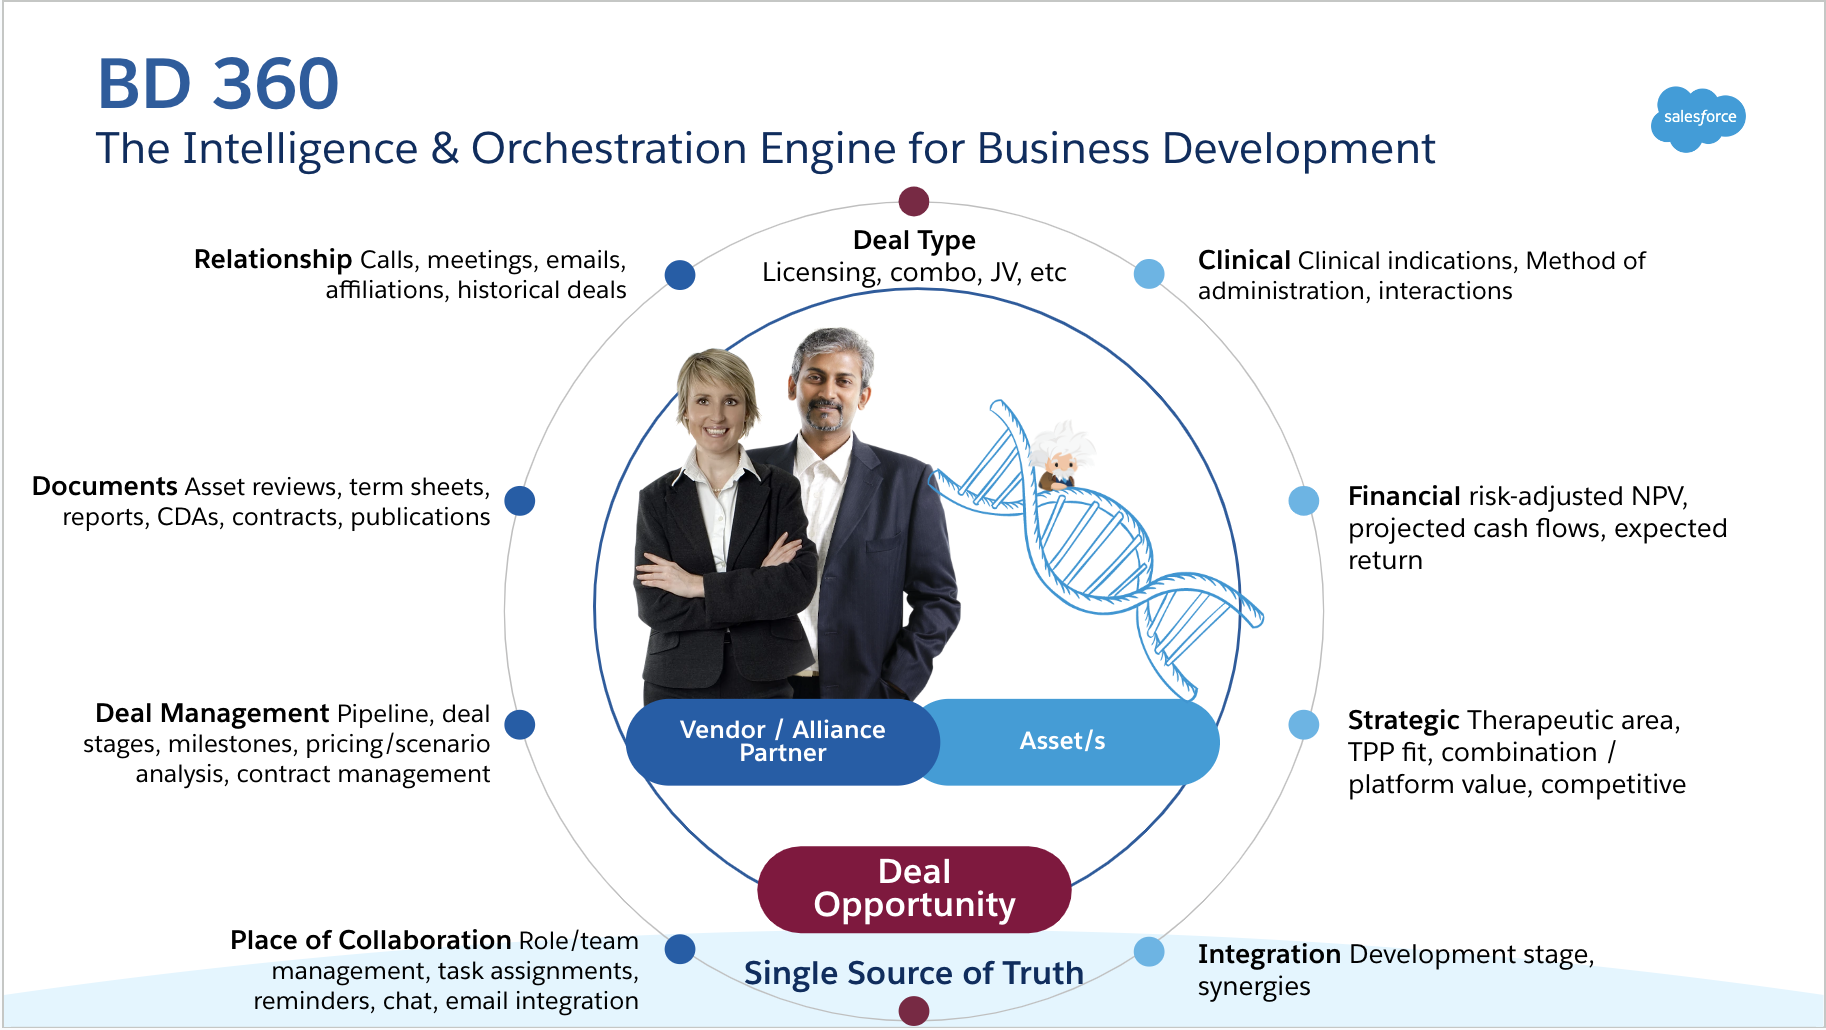 BD 360
The Intelligence & Orchestration Engine for Business Development
salesforce
Deal Type
Licensing, combo, JV, etc
Relationship Calls, meetings, emails,
affiliations, historical deals
Clinical Clinical indications, Method of
administration, interactions
Documents Asset reviews, term sheets,
reports, CDAs, contracts, publications
Financial risk-adjusted NPV,
projected cash flows, expected
return
Deal Management Pipeline, deal
stages, milestones, pricing/scenario
analysis, contract management
Vendor / Alliance
Partner
Asset/s
Strategic Therapeutic area,
TPP fit, combination /
platform value, competitive
Deal
Opportunity
Place of Collaboration Role/team
management, task assignments,
reminders, chat, email integration
Single Source of Truth
Integration Development stage,
synergies